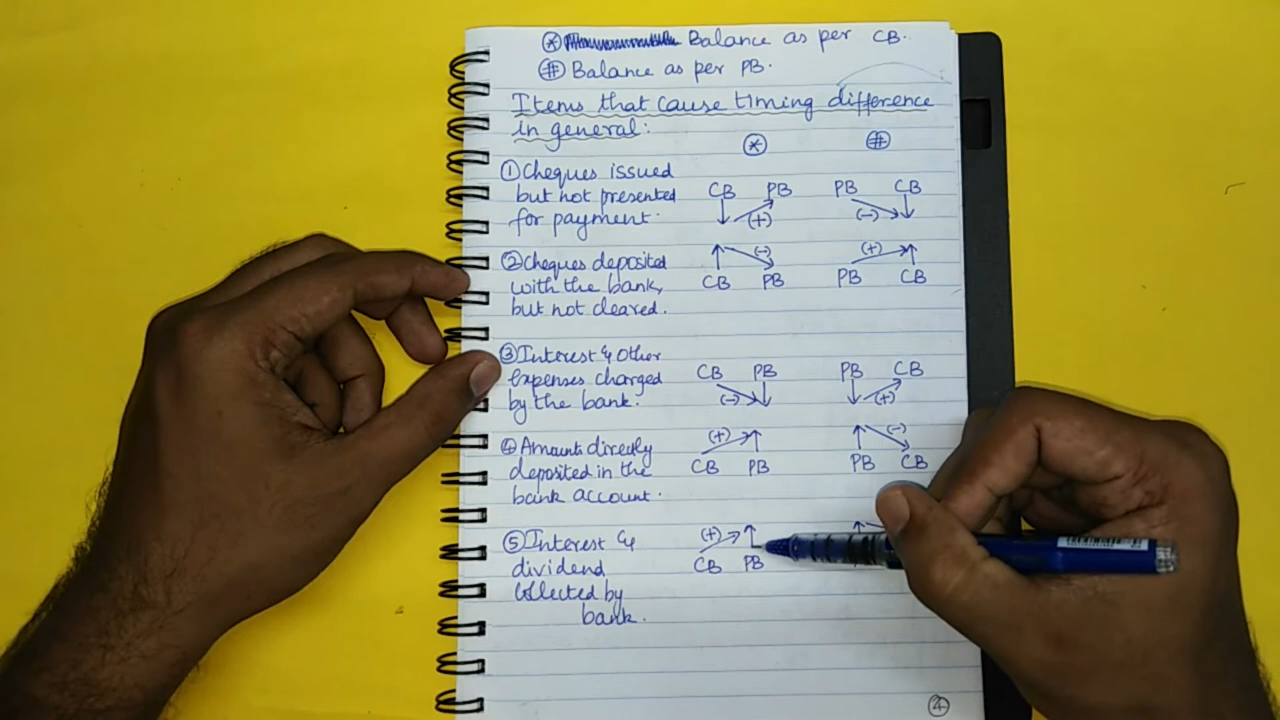 ⊛ Balance as per CB.
# Balance as per PB.
Items that cause timing difference
in general:
⊛ #
① Cheques issued
but not presented CB PB PB CB
for payment. (+) (-)
② Cheques deposited (-) (+)
with the bank, CB PB PB CB
but not cleared.
③ Interest & Other
expenses charged CB PB PB CB
by the bank. (-) (+)
④ Amount directly (+) (-)
deposited in the CB PB PB CB
bank account.
⑤ Interest & (+)
dividend CB PB
collected by
bank.